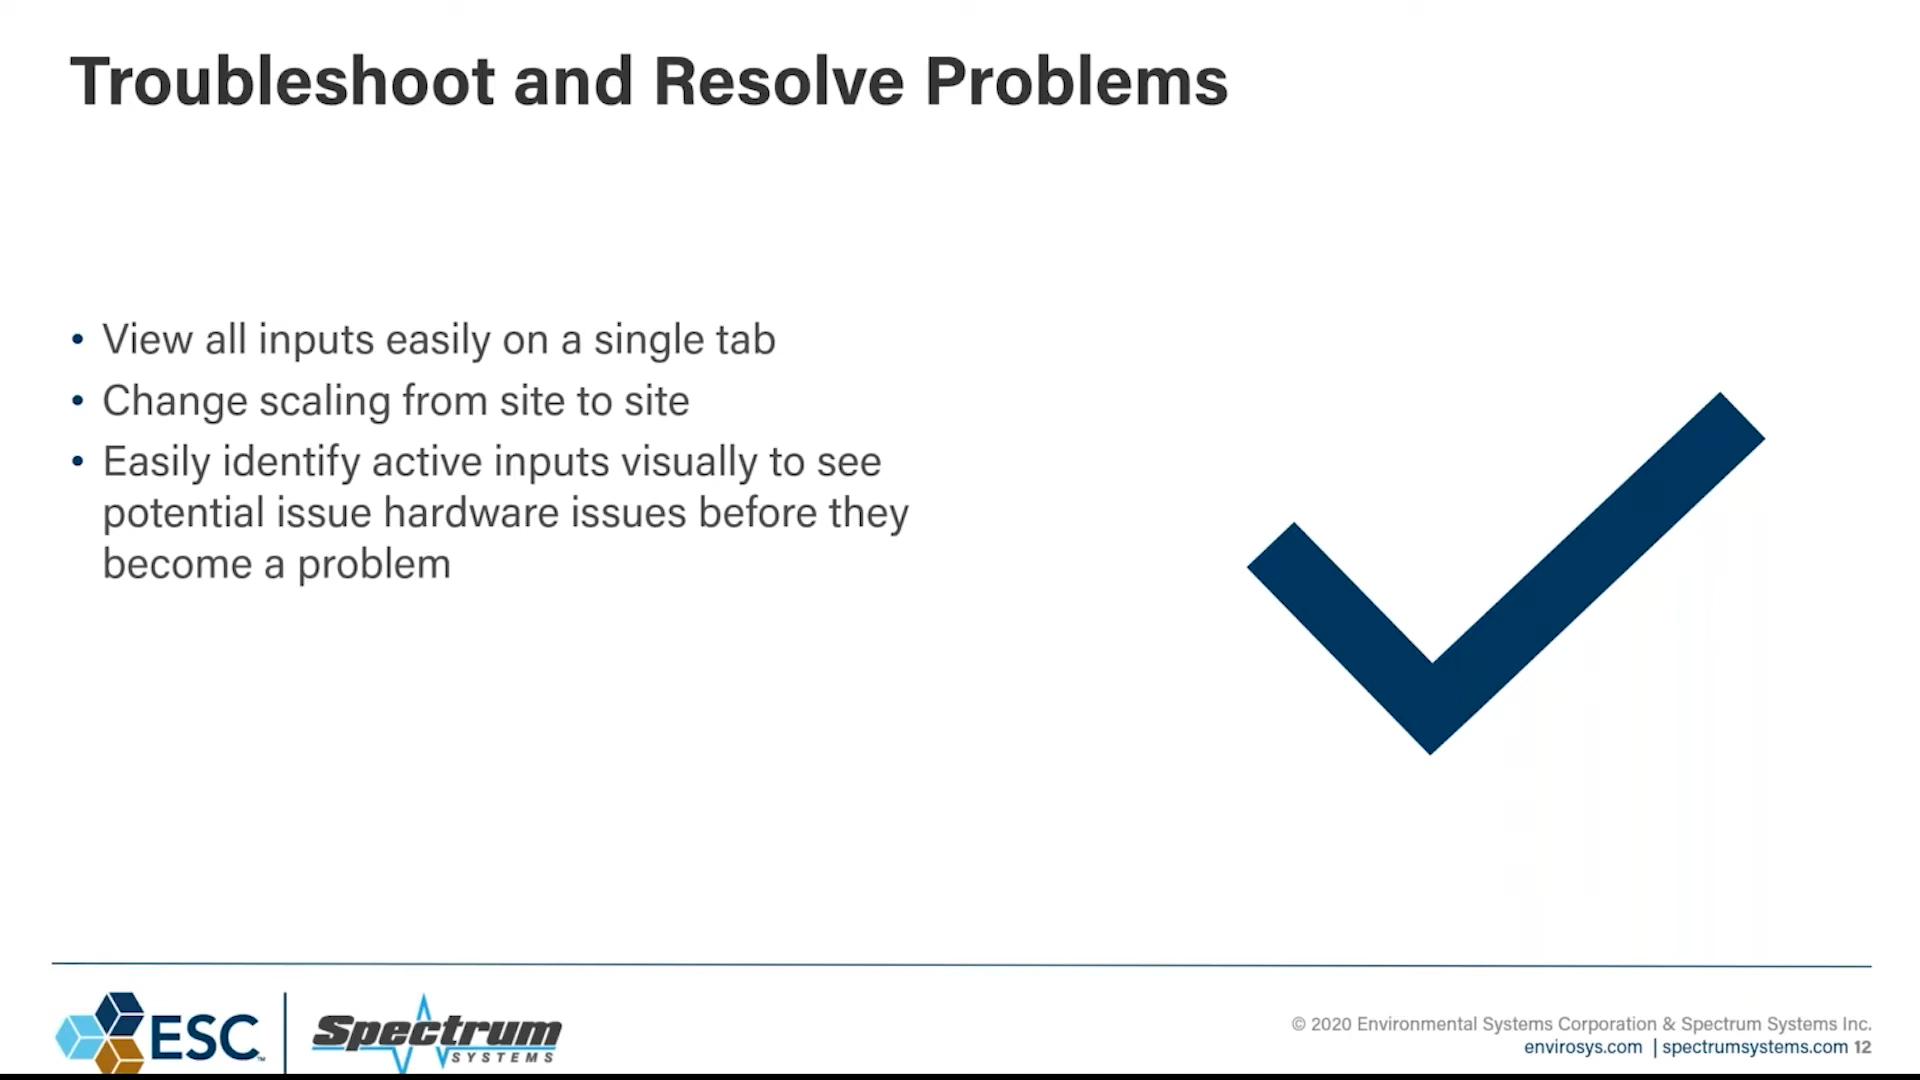 Troubleshoot and Resolve Problems
• View all inputs easily on a single tab
• Change scaling from site to site
• Easily identify active inputs visually to see
potential issue hardware issues before they
become a problem
ESC™
Spectrum
SYSTEMS
© 2020 Environmental Systems Corporation & Spectrum Systems Inc.
envirosys.com | spectrumsystems.com 12